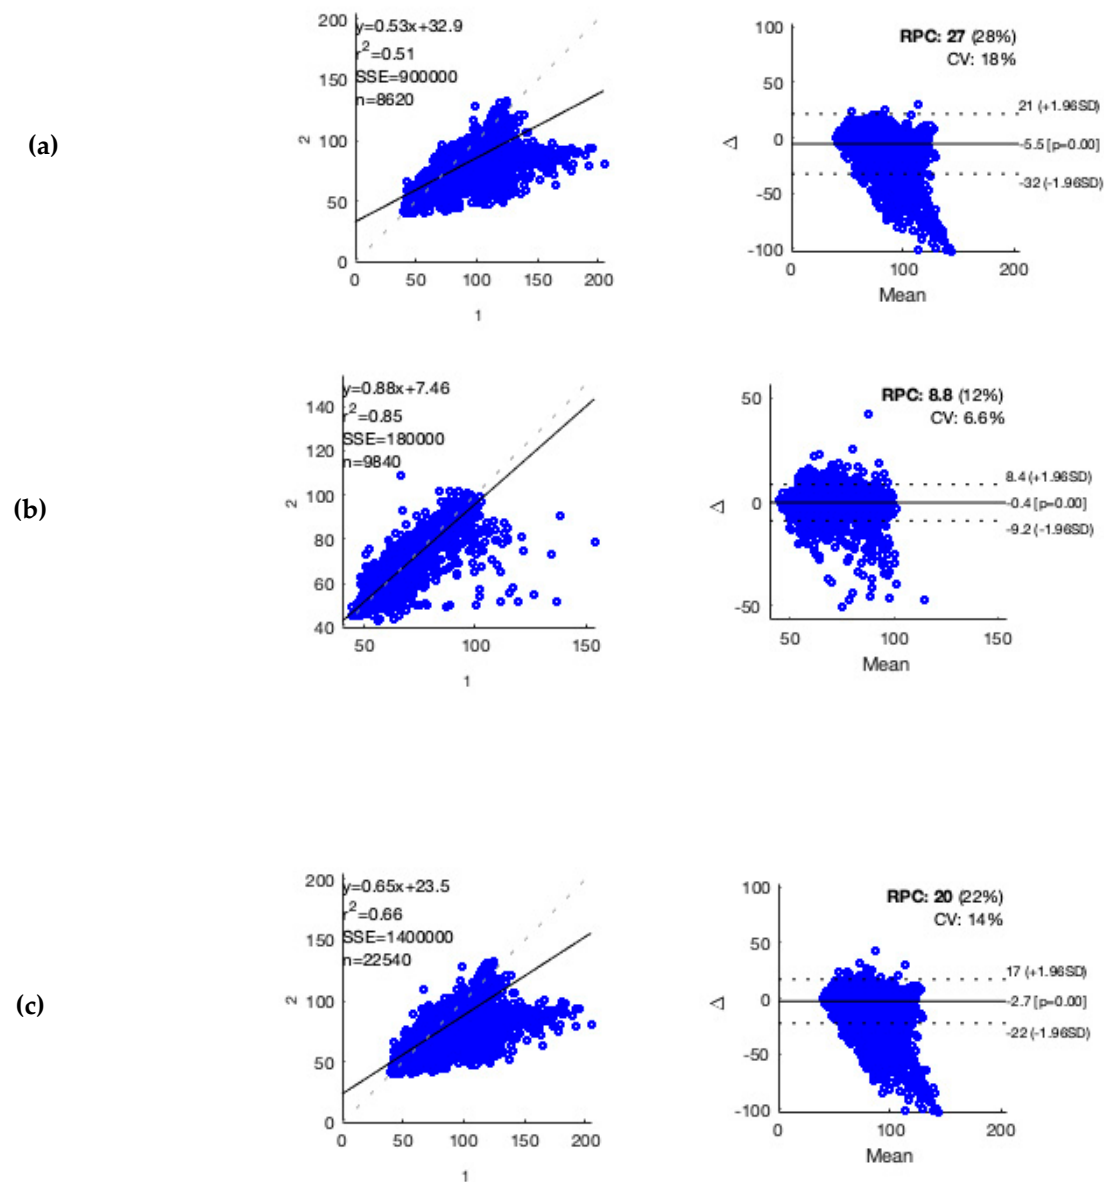 (a)
y=0.53x+32.9
r²=0.51
SSE=900000
n=8620
200
150
100
50
0
2
0
50
100
150
200
1
RPC: 27 (28%)
CV: 18%
100
50
0
-50
-100
Δ
21 (+1.96SD)
-5.5 [p=0.00]
-32 (-1.96SD)
0
100
200
Mean
(b)
y=0.88x+7.46
r²=0.85
SSE=180000
n=9840
140
120
100
80
60
40
2
50
100
150
1
RPC: 8.8 (12%)
CV: 6.6%
50
0
-50
Δ
8.4 (+1.96SD)
-0.4 [p=0.00]
-9.2 (-1.96SD)
50
100
150
Mean
(c)
y=0.65x+23.5
r²=0.66
SSE=1400000
n=22540
200
150
100
50
0
2
0
50
100
150
200
1
RPC: 20 (22%)
CV: 14%
100
50
0
-50
-100
Δ
17 (+1.96SD)
-2.7 [p=0.00]
-22 (-1.96SD)
0
100
200
Mean